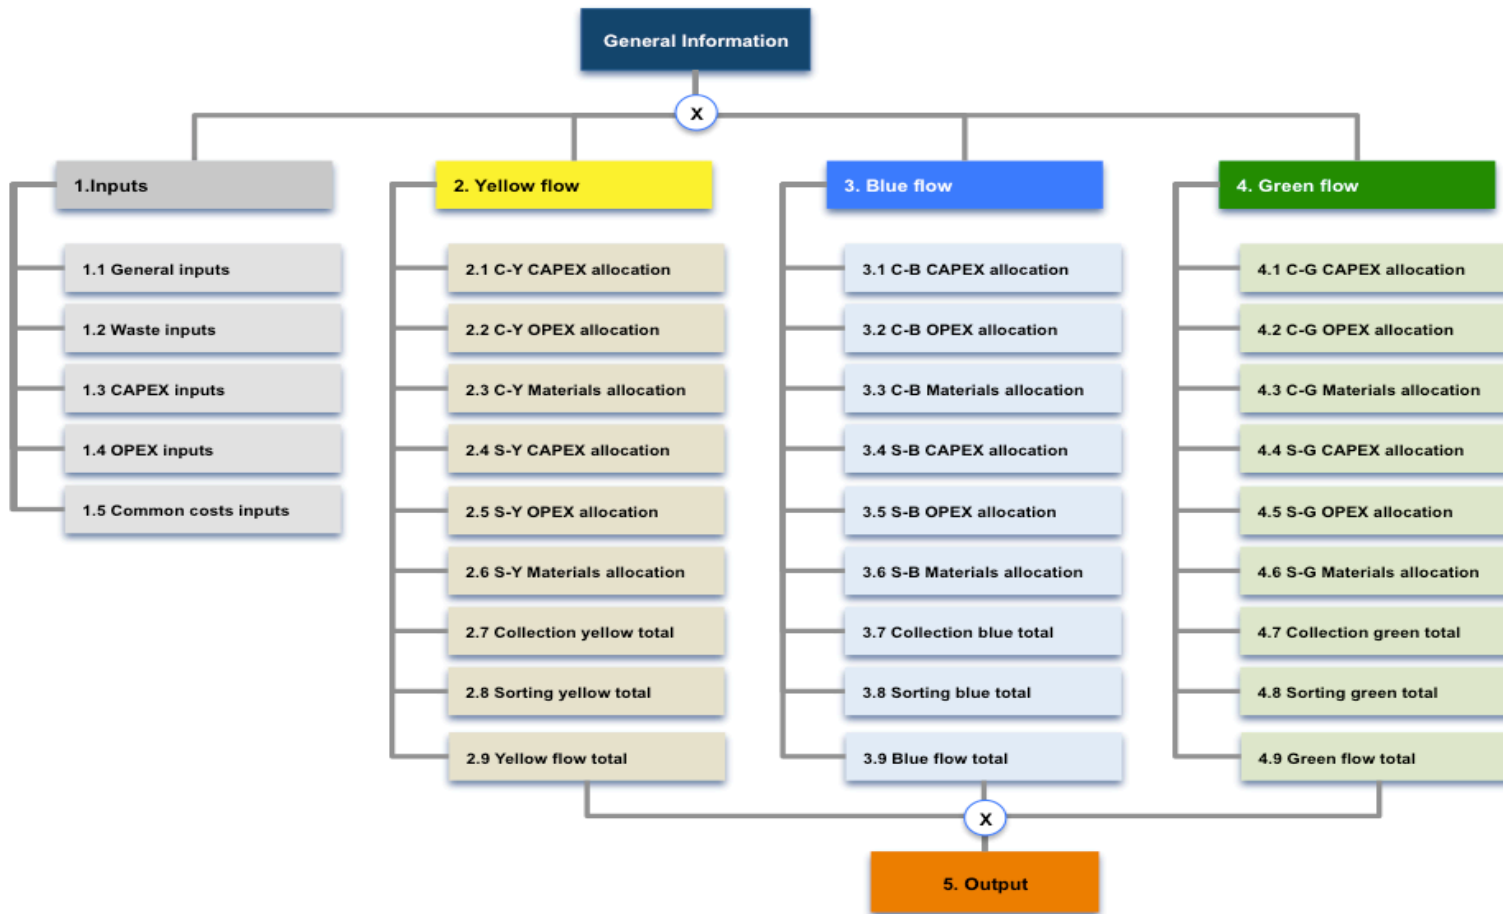 General Information
X
1.Inputs
1.1 General inputs
1.2 Waste inputs
1.3 CAPEX inputs
1.4 OPEX inputs
1.5 Common costs inputs
2. Yellow flow
2.1 C-Y CAPEX allocation
2.2 C-Y OPEX allocation
2.3 C-Y Materials allocation
2.4 S-Y CAPEX allocation
2.5 S-Y OPEX allocation
2.6 S-Y Materials allocation
2.7 Collection yellow total
2.8 Sorting yellow total
2.9 Yellow flow total
3. Blue flow
3.1 C-B CAPEX allocation
3.2 C-B OPEX allocation
3.3 C-B Materials allocation
3.4 S-B CAPEX allocation
3.5 S-B OPEX allocation
3.6 S-B Materials allocation
3.7 Collection blue total
3.8 Sorting blue total
3.9 Blue flow total
4. Green flow
4.1 C-G CAPEX allocation
4.2 C-G OPEX allocation
4.3 C-G Materials allocation
4.4 S-G CAPEX allocation
4.5 S-G OPEX allocation
4.6 S-G Materials allocation
4.7 Collection green total
4.8 Sorting green total
4.9 Green flow total
X
5. Output